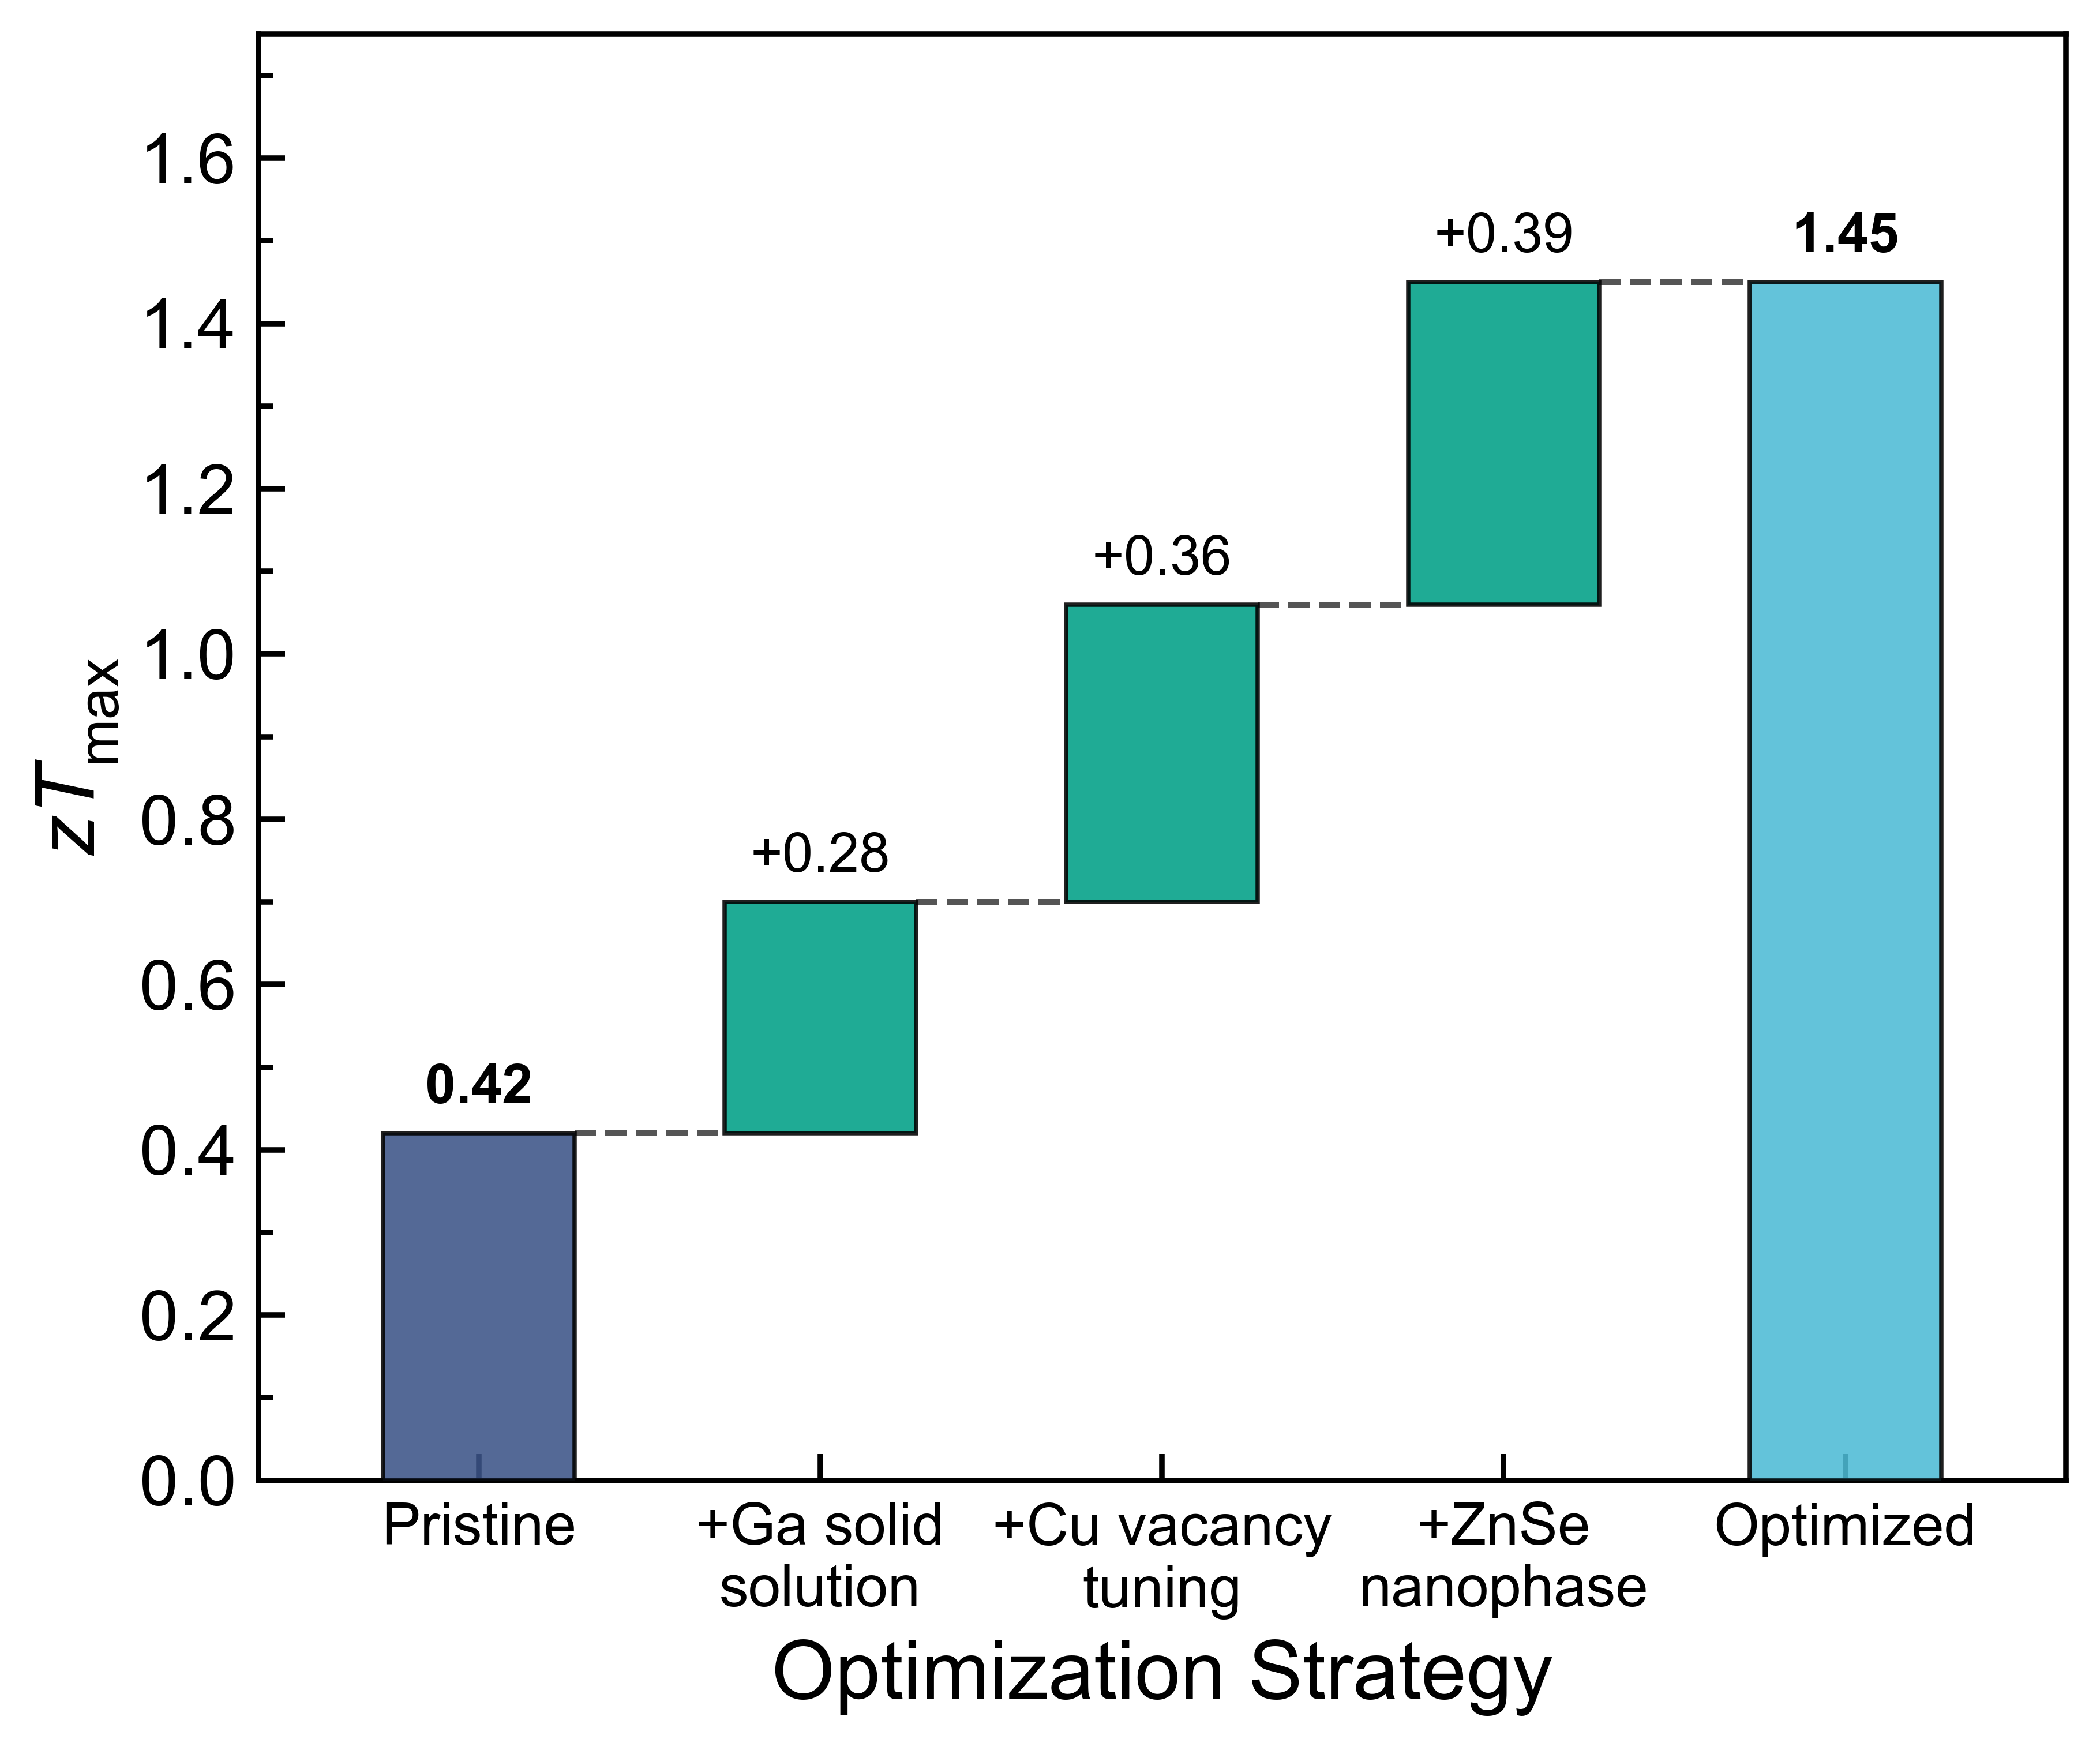 zTmax
1.6
1.4
1.2
1.0
0.8
0.6
0.4
0.2
0.0
0.42
+0.28
+0.36
+0.39
1.45
Pristine
+Ga solid
solution
+Cu vacancy
tuning
+ZnSe
nanophase
Optimized
Optimization Strategy